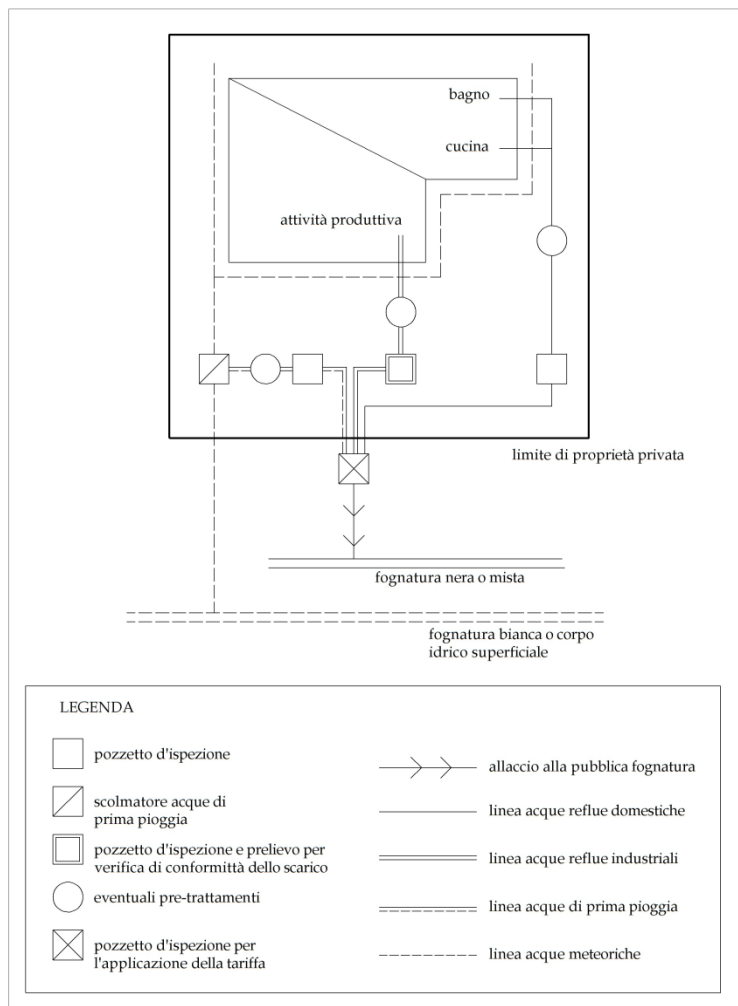 bagno
cucina
attività produttiva
limite di proprietà privata
fognatura nera o mista
fognatura bianca o corpo
idrico superficiale
LEGENDA
pozzetto d'ispezione
scolmatore acque di
prima pioggia
pozzetto d'ispezione e prelievo per
verifica di conformittà dello scarico
eventuali pre-trattamenti
pozzetto d'ispezione per
l'applicazione della tariffa
allaccio alla pubblica fognatura
linea acque reflue domestiche
linea acque reflue industriali
linea acque di prima pioggia
linea acque meteoriche